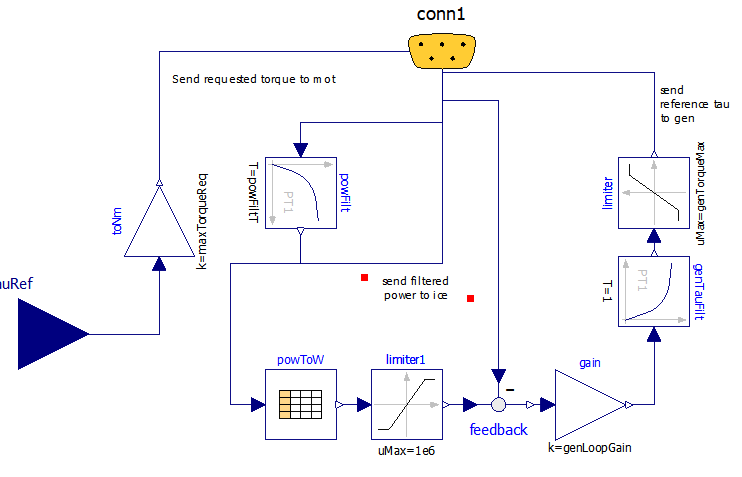 conn1
Send requested torque to mot
send
reference tau
to gen
toNm
k=maxTorqueReq
T=powFiltT
PT1
powFilt
limiter
uMax=genTorqueMax
send filtered
power to ice
PT1
T=1
genTauFilt
auRef
powToW
limiter1
gain
uMax=1e6
feedback
k=genLoopGain